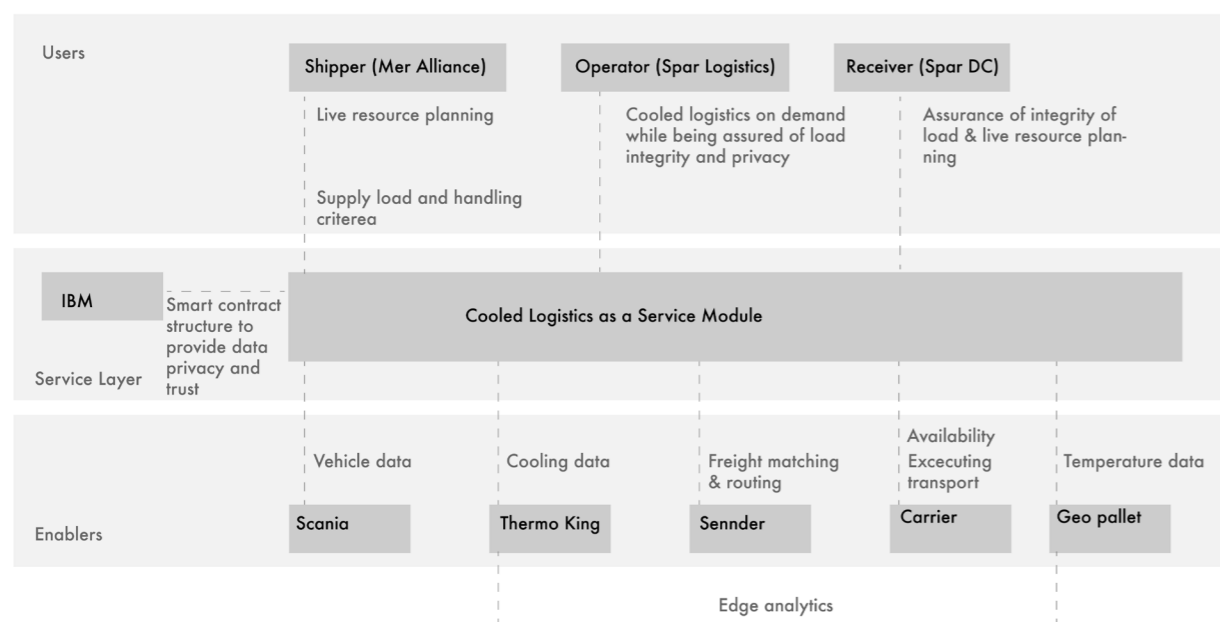 Users
Shipper (Mer Alliance)
Operator (Spar Logistics)
Receiver (Spar DC)
Live resource planning
Supply load and handling
criterea
Cooled logistics on demand
while being assured of load
integrity and privacy
Assurance of integrity of
load & live resource plan-
ning
IBM
Smart contract
structure to
provide data
privacy and
trust
Cooled Logistics as a Service Module
Service Layer
Vehicle data
Cooling data
Freight matching
& routing
Availability
Excecuting
transport
Temperature data
Scania
Thermo King
Sennder
Carrier
Geo pallet
Enablers
Edge analytics